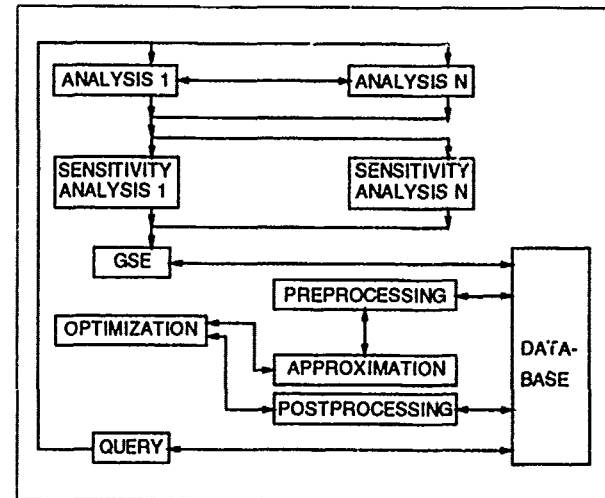 ANALYSIS 1
ANALYSIS N
SENSITIVITY
ANALYSIS 1
SENSITIVITY
ANALYSIS N
GSE
PREPROCESSING
OPTIMIZATION
APPROXIMATION
POSTPROCESSING
DATA-
BASE
QUERY